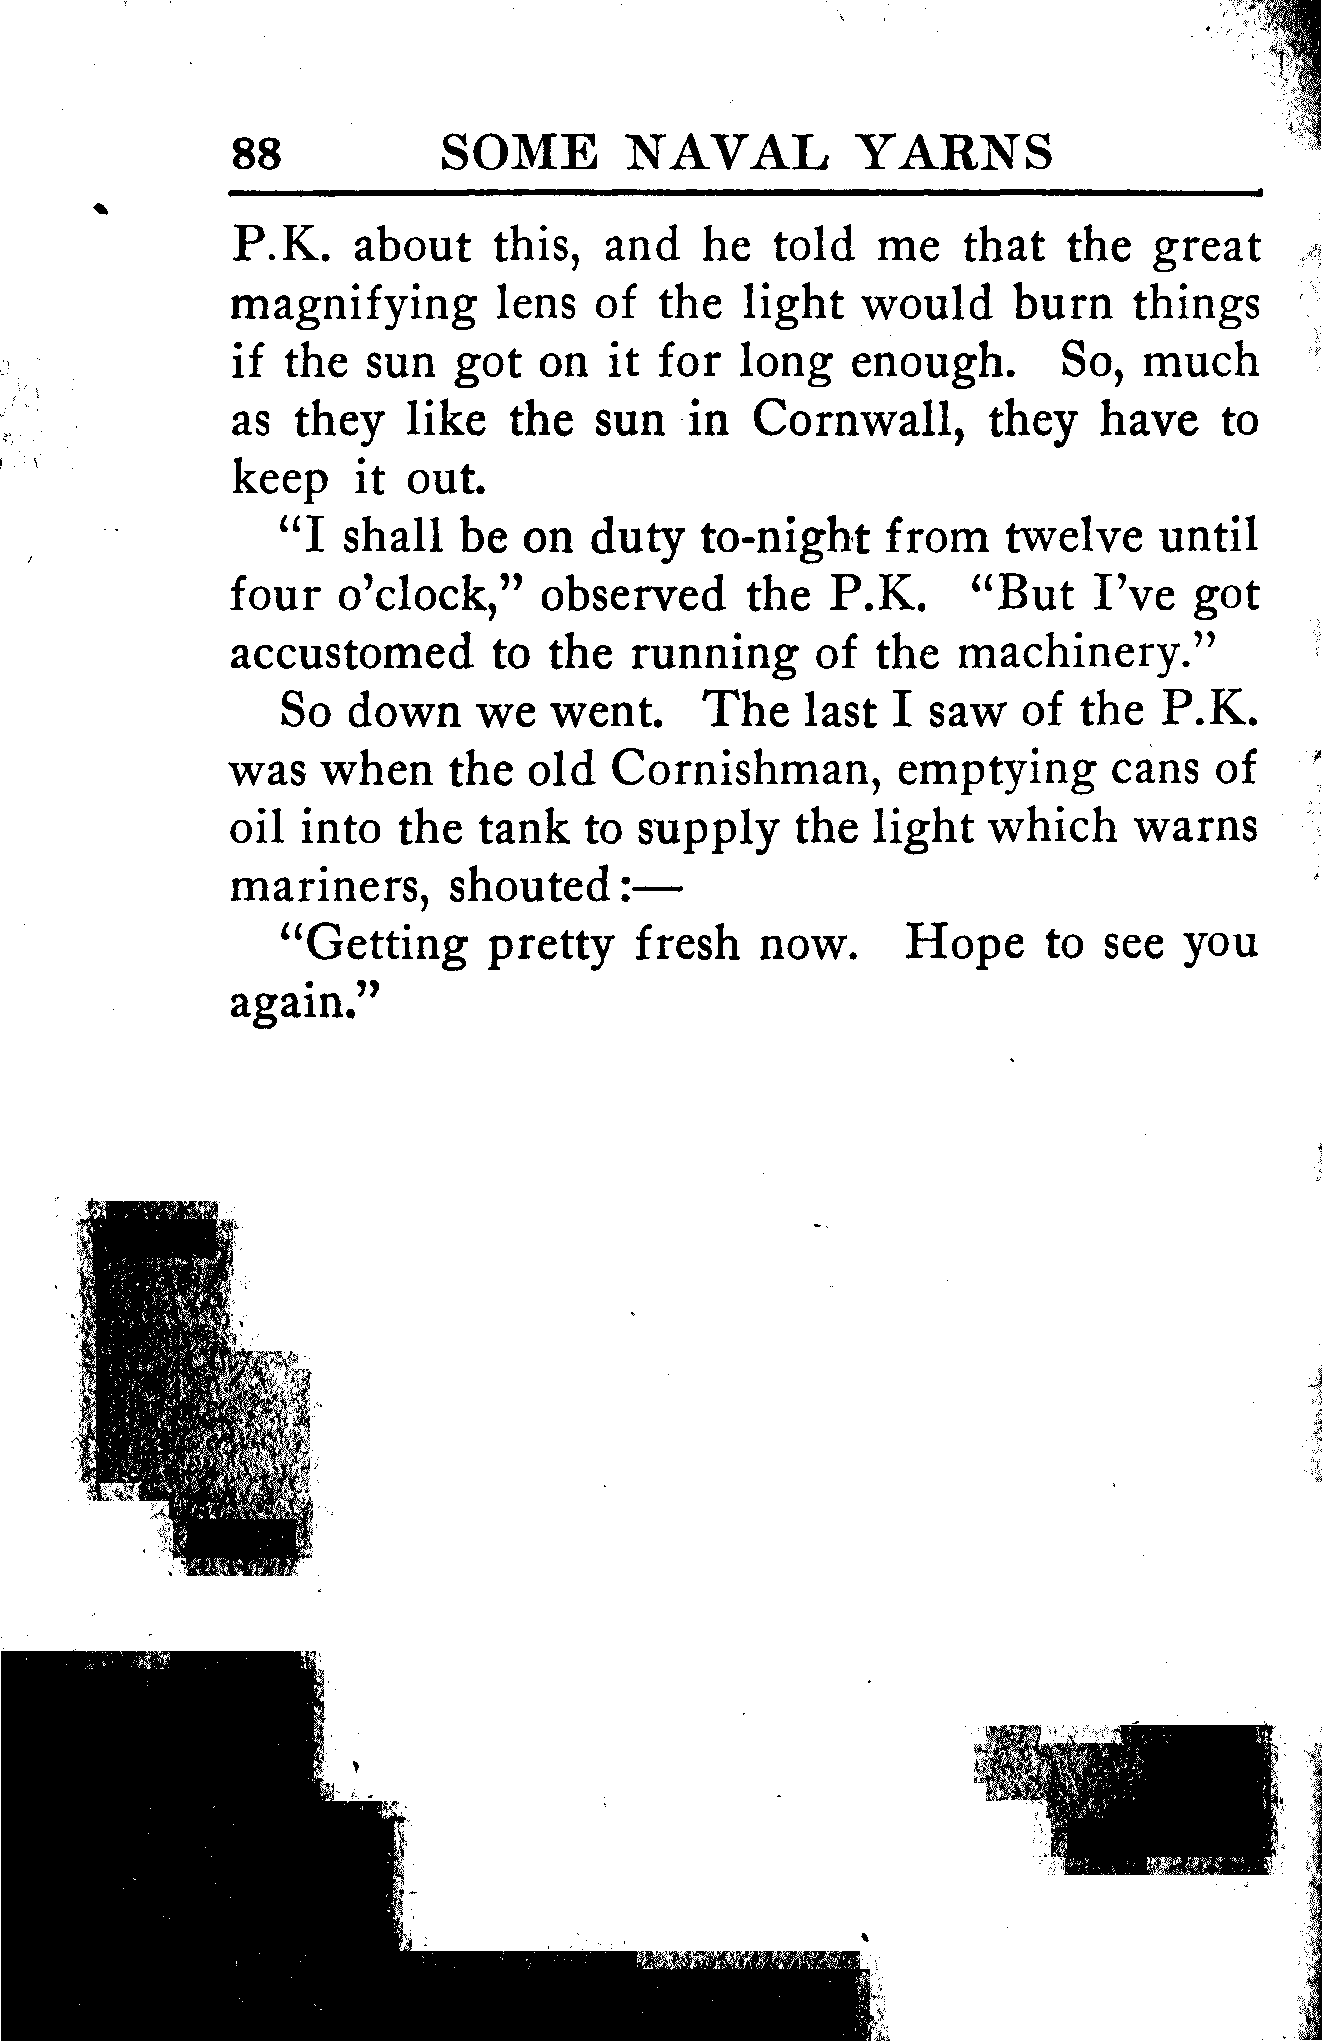 88 SOME NAVAL YARNS
P.K. about this, and he told me that the great
magnifying lens of the light would burn things
if the sun got on it for long enough. So, much
as they like the sun in Cornwall, they have to
keep it out.
“I shall be on duty to-night from twelve until
four o’clock,” observed the P.K. “But I’ve got
accustomed to the running of the machinery.”
So down we went. The last I saw of the P.K.
was when the old Cornishman, emptying cans of
oil into the tank to supply the light which warns
mariners, shouted:—
“Getting pretty fresh now. Hope to see you
again.”